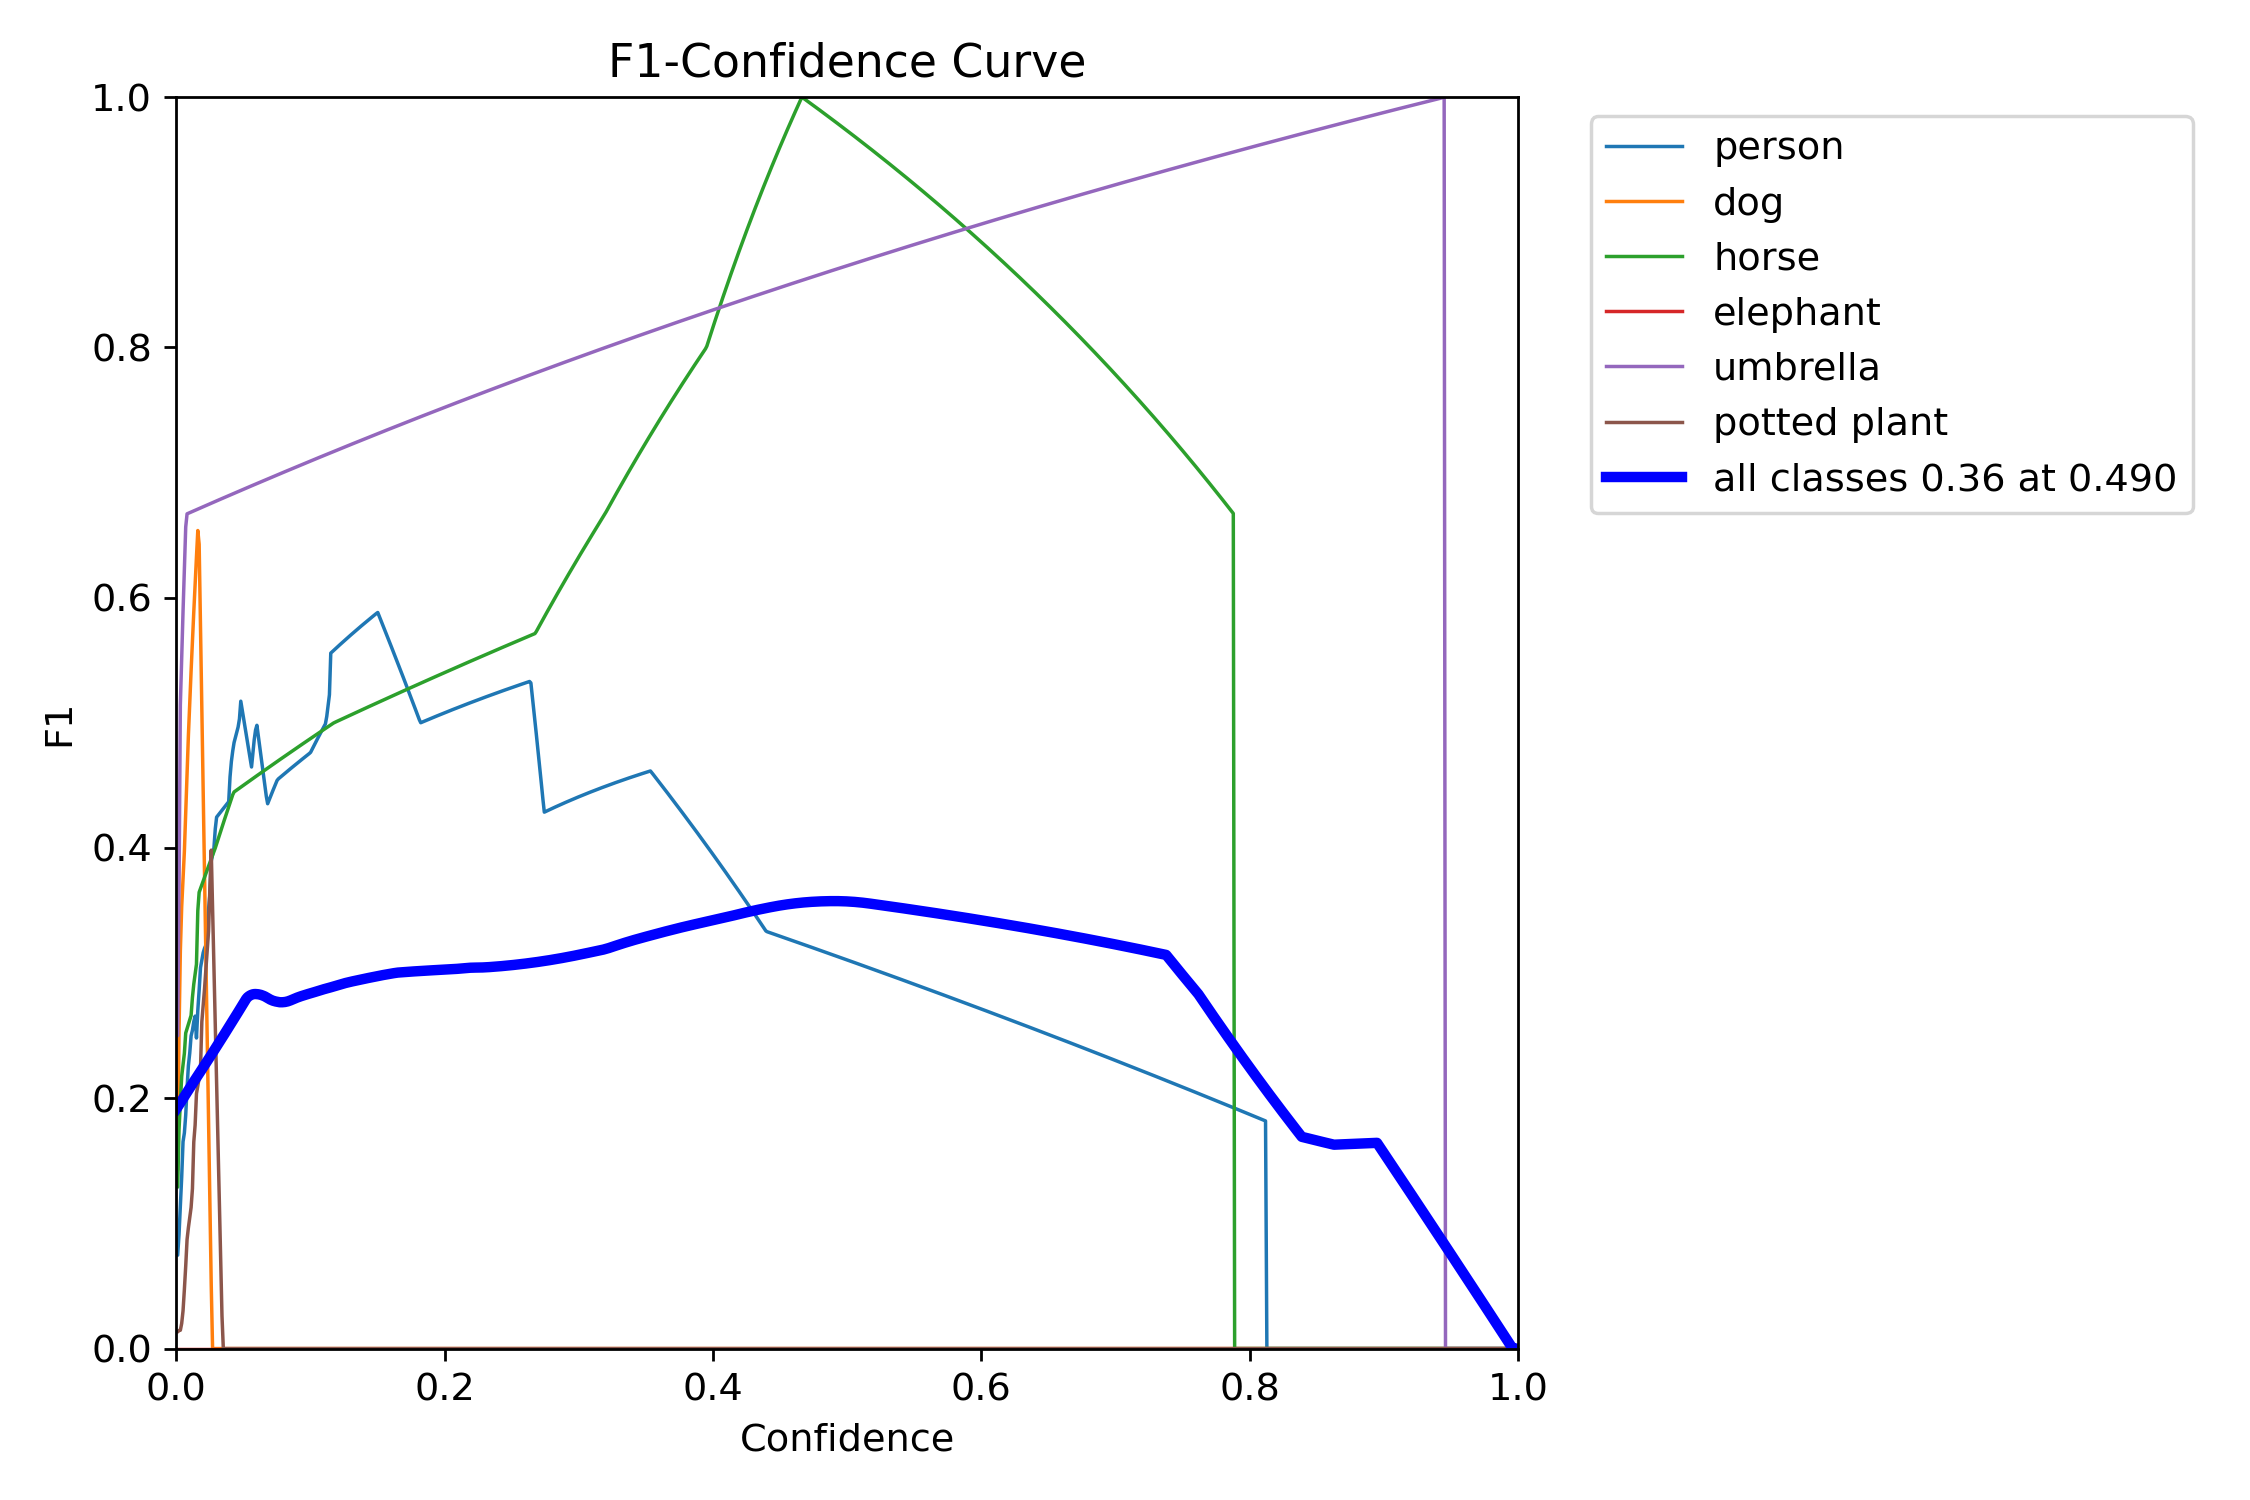 F1-Confidence Curve
1.0
0.8
0.6
0.4
0.2
0.0
F1
0.0 0.2 0.4 0.6 0.8 1.0
Confidence
person
dog
horse
elephant
umbrella
potted plant
all classes 0.36 at 0.490